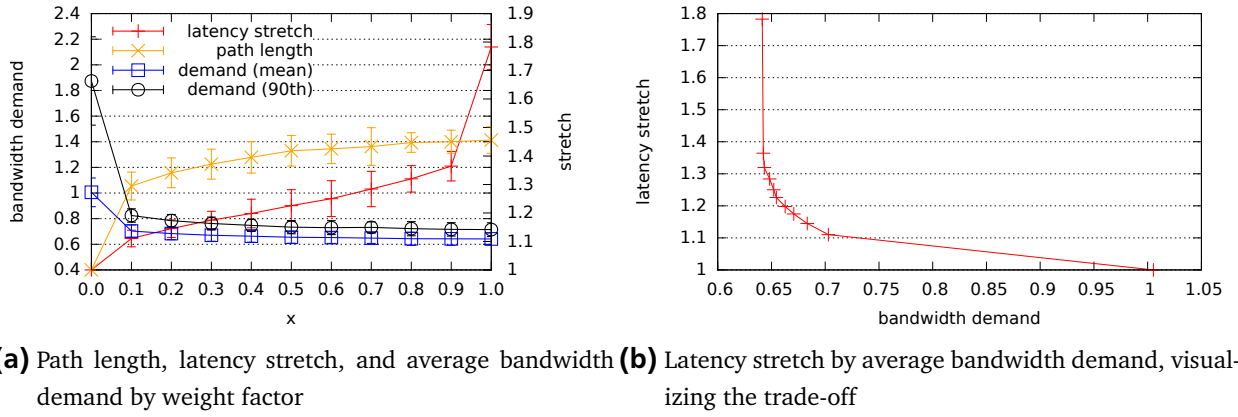 2.4
2.2
2
1.8
1.6
1.4
1.2
1
0.8
0.6
0.4
bandwidth demand
latency stretch
path length
demand (mean)
demand (90th)
1.9
1.8
1.7
1.6
1.5
1.4
1.3
1.2
1.1
1
stretch
0.0 0.1 0.2 0.3 0.4 0.5 0.6 0.7 0.8 0.9 1.0
x
1.8
1.7
1.6
1.5
1.4
1.3
1.2
1.1
1
latency stretch
0.6 0.65 0.7 0.75 0.8 0.85 0.9 0.95 1 1.05
bandwidth demand
(a) Path length, latency stretch, and average bandwidth
demand by weight factor
(b) Latency stretch by average bandwidth demand, visual-
izing the trade-off